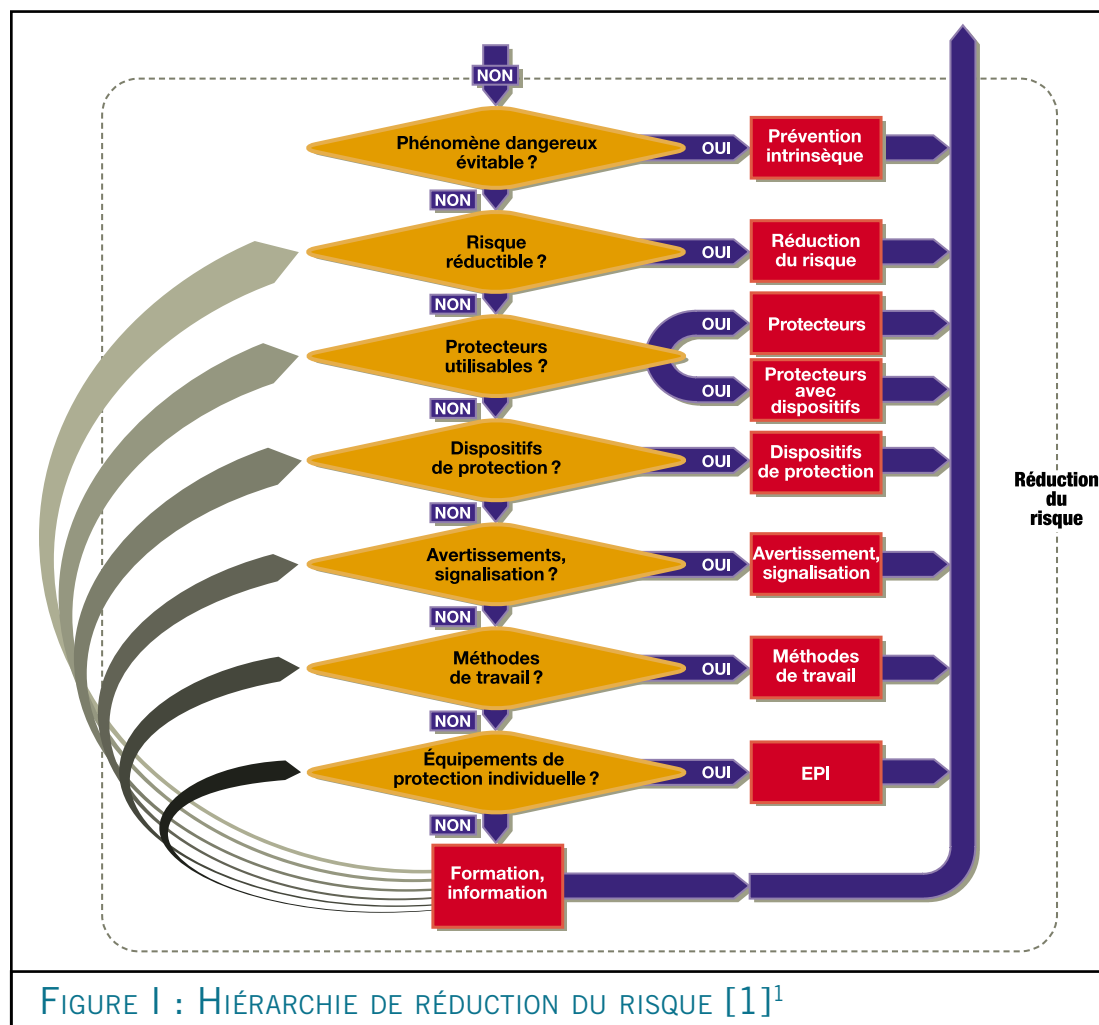 NON
Phénomène dangereux
évitable ?
OUI
Prévention
intrinsèque
NON
Risque
réductible ?
OUI
Réduction
du risque
NON
Protecteurs
utilisables ?
OUI
Protecteurs
OUI
Protecteurs
avec
dispositifs
NON
Dispositifs
de protection ?
OUI
Dispositifs
de protection
Réduction
du
risque
NON
Avertissements,
signalisation ?
OUI
Avertissement,
signalisation
NON
Méthodes
de travail ?
OUI
Méthodes
de travail
NON
Équipements de
protection individuelle ?
OUI
EPI
NON
Formation,
information
FIGURE I : HIÉRARCHIE DE RÉDUCTION DU RISQUE [1]1